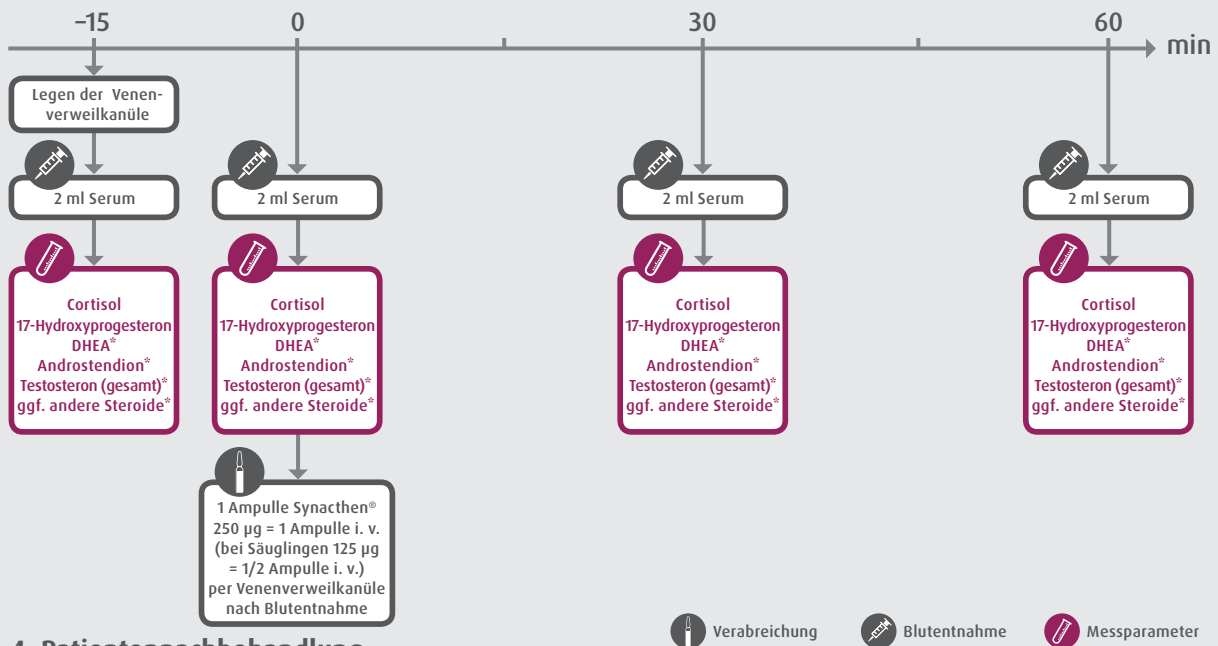 –15
0
30
60
min
Legen der Venen-
verweilkanüle
2 ml Serum
2 ml Serum
2 ml Serum
2 ml Serum
Cortisol
17-Hydroxyprogesteron
DHEA*
Androstendion*
Testosteron (gesamt)*
ggf. andere Steroide*
Cortisol
17-Hydroxyprogesteron
DHEA*
Androstendion*
Testosteron (gesamt)*
ggf. andere Steroide*
Cortisol
17-Hydroxyprogesteron
DHEA*
Androstendion*
Testosteron (gesamt)*
ggf. andere Steroide*
Cortisol
17-Hydroxyprogesteron
DHEA*
Androstendion*
Testosteron (gesamt)*
ggf. andere Steroide*
1 Ampulle Synacthen®
250 µg = 1 Ampulle i. v.
(bei Säuglingen 125 µg
= 1/2 Ampulle i. v.)
per Venenverweilkanüle
nach Blutentnahme
Verabreichung
Blutentnahme
Messparameter
4. Patientennachbehandlung